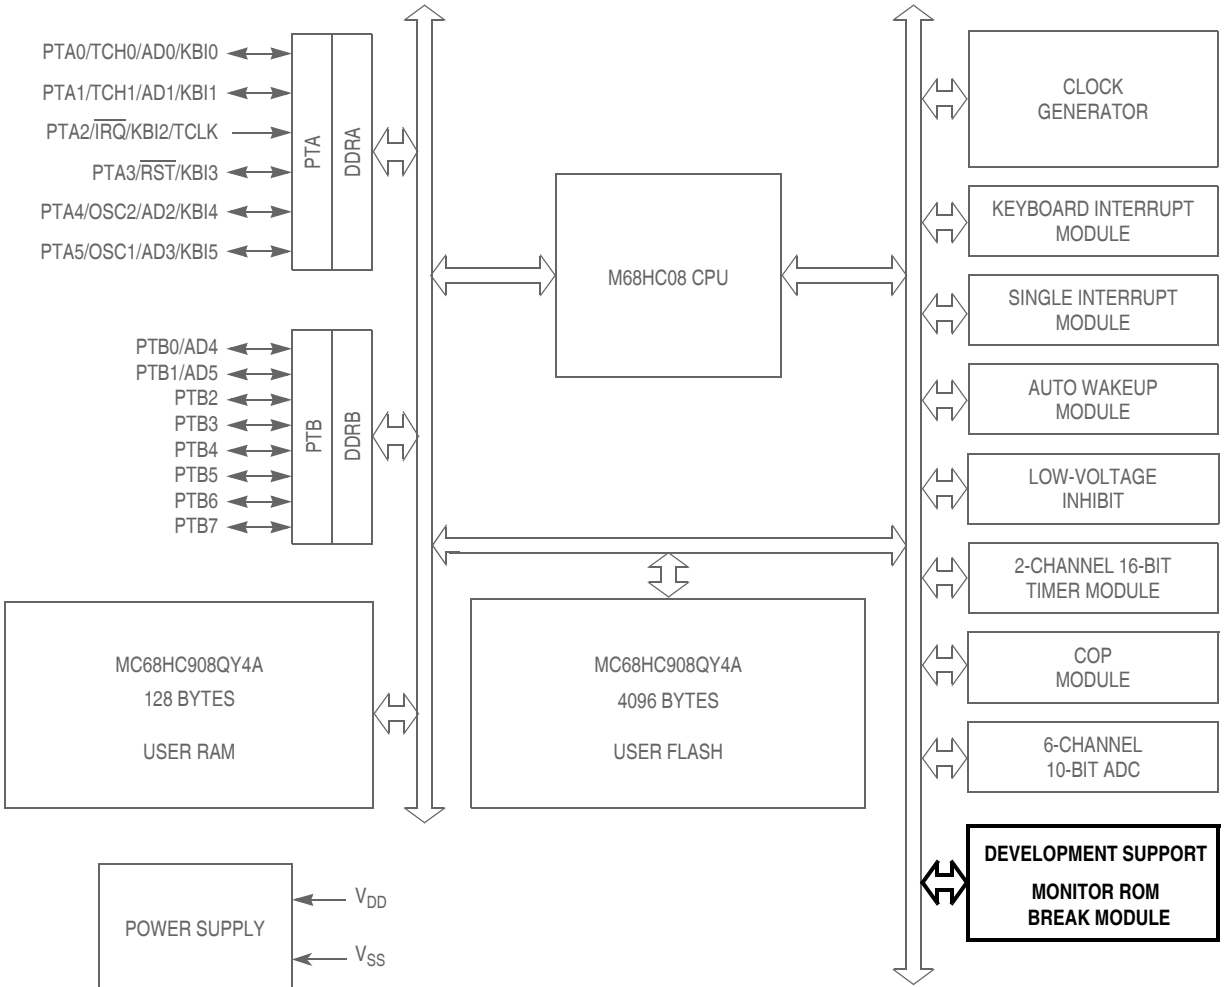 PTA0/TCH0/AD0/KBI0
PTA1/TCH1/AD1/KBI1
PTA2/IRQ/KBI2/TCLK
PTA3/RST/KBI3
PTA4/OSC2/AD2/KBI4
PTA5/OSC1/AD3/KBI5
PTA
DDRA
PTB0/AD4
PTB1/AD5
PTB2
PTB3
PTB4
PTB5
PTB6
PTB7
PTB
DDRB
M68HC08 CPU
MC68HC908QY4A
128 BYTES
USER RAM
MC68HC908QY4A
4096 BYTES
USER FLASH
POWER SUPPLY
VDD
VSS
CLOCK
GENERATOR
KEYBOARD INTERRUPT
MODULE
SINGLE INTERRUPT
MODULE
AUTO WAKEUP
MODULE
LOW-VOLTAGE
INHIBIT
2-CHANNEL 16-BIT
TIMER MODULE
COP
MODULE
6-CHANNEL
10-BIT ADC
DEVELOPMENT SUPPORT
MONITOR ROM
BREAK MODULE